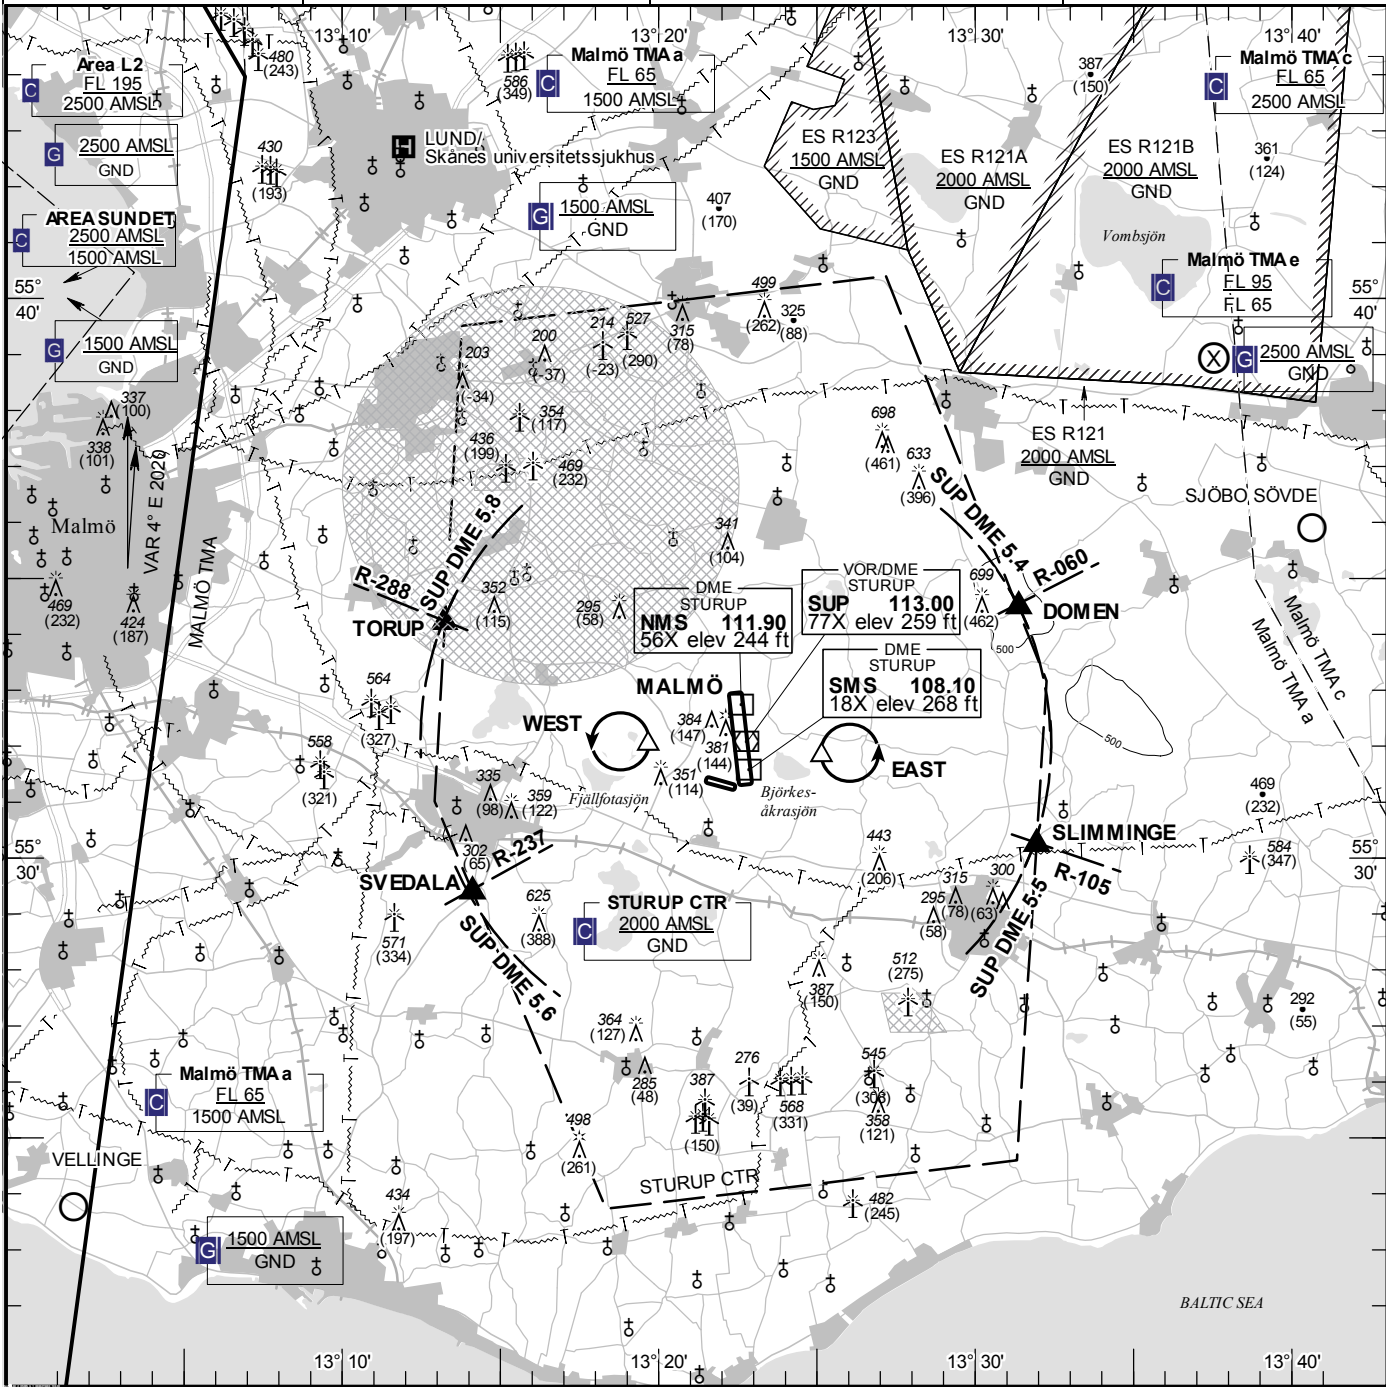 13°10'
13°20'
13°30'
13°40'
480
(243)
Area L2
FL 195
2500 AMSL
C
586
(349)
Malmö TMA a
FL 65
1500 AMSL
C
387
(150)
Malmö TMA c
FL 65
2500 AMSL
C
2500 AMSL
GND
G
430
(193)
H
LUND/
Skånes universitetssjukhus
ES R123
1500 AMSL
GND
ES R121A
2000 AMSL
GND
ES R121B
2000 AMSL
GND
361
(124)
AREA SUNDET
2500 AMSL
1500 AMSL
C
1500 AMSL
GND
G
407
(170)
Vombsjön
Malmö TMA e
FL 95
FL 65
C
55°
40'
55°
40'
1500 AMSL
GND
G
499
(262)
325
(88)
315
(78)
527
(290)
214
(-23)
200
(-37)
203
(-34)
X
2500 AMSL
GND
G
337
(100)
338
(101)
354
(117)
436
(199)
469
(232)
698
(461)
633
(396)
ES R121
2000 AMSL
GND
SJÖBO SÖVDE
Malmö
VAR 4° E 2020
MALMÖ TMA
SUP DME 5.8
SUP DME 5.4
341
(104)
469
(232)
424
(187)
R-288
TORUP
352
(115)
295
(58)
DME
STURUP
NMS 111.90
56X elev 244 ft
VOR/DME
STURUP
SUP 113.00
77X elev 259 ft
699
(462)
R-060
DOMEN
500
Malmö TMA c
Malmö TMA a
DME
STURUP
SMS 108.10
18X elev 268 ft
MALMÖ
564
(327)
WEST
384
(147)
381
(144)
351
(114)
EAST
500
558
(321)
335
(98)
359
(122)
Fjällfotasjön
Björkes-
åkrasjön
469
(232)
302
(65)
R-237
443
(206)
SLIMMINGE
R-105
584
(347)
55°
30'
55°
30'
SVEDALA
315
(78)
300
(63)
295
(58)
571
(334)
625
(388)
STURUP CTR
2000 AMSL
GND
C
SUP DME 5.6
SUP DME 5.5
387
(150)
512
(275)
292
(55)
364
(127)
285
(48)
387
(150)
276
(39)
568
(331)
545
(308)
358
(121)
Malmö TMA a
FL 65
1500 AMSL
C
498
(261)
VELLINGE
STURUP CTR
434
(197)
482
(245)
1500 AMSL
GND
G
BALTIC SEA
13°10'
13°20'
13°30'
13°40'